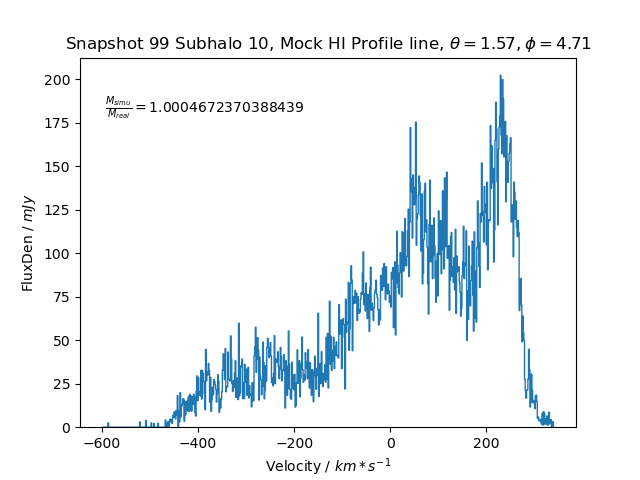 Snapshot 99 Subhalo 10, Mock HI Profile line, θ = 1.57, ϕ = 4.71
M_simu/M_real = 1.0004672370388439
FluxDen / mJy
200
175
150
125
100
75
50
25
0
−600 −400 −200 0 200
Velocity / km * s⁻¹